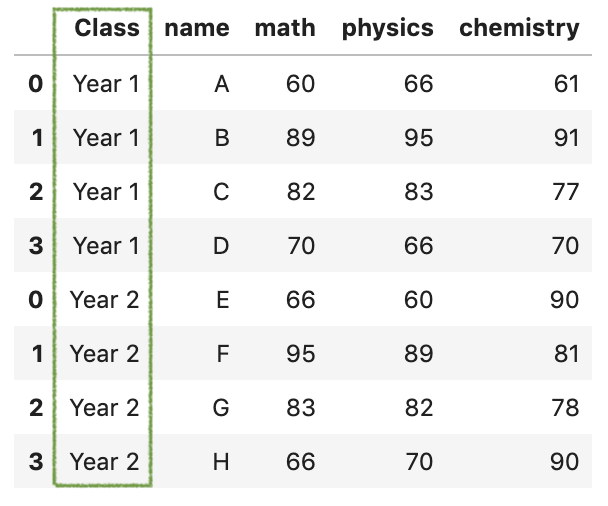 Class name math physics chemistry
0 Year 1 A 60 66 61
1 Year 1 B 89 95 91
2 Year 1 C 82 83 77
3 Year 1 D 70 66 70
0 Year 2 E 66 60 90
1 Year 2 F 95 89 81
2 Year 2 G 83 82 78
3 Year 2 H 66 70 90